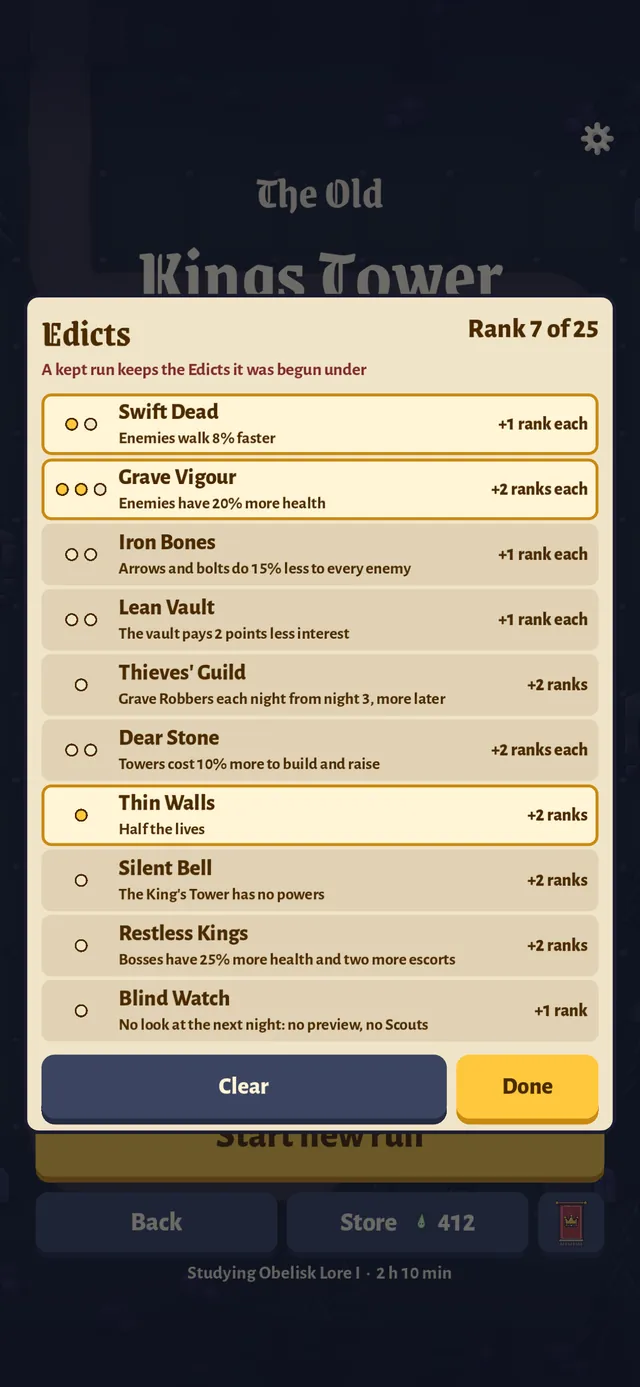 The Old
Kings Tower
Edicts
Rank 7 of 25
A kept run keeps the Edicts it was begun under
Swift Dead
Enemies walk 8% faster
+1 rank each
Grave Vigour
Enemies have 20% more health
+2 ranks each
Iron Bones
Arrows and bolts do 15% less to every enemy
+1 rank each
Lean Vault
The vault pays 2 points less interest
+1 rank each
Thieves' Guild
Grave Robbers each night from night 3, more later
+2 ranks
Dear Stone
Towers cost 10% more to build and raise
+2 ranks each
Thin Walls
Half the lives
+2 ranks
Silent Bell
The King's Tower has no powers
+2 ranks
Restless Kings
Bosses have 25% more health and two more escorts
+2 ranks
Blind Watch
No look at the next night: no preview, no Scouts
+1 rank
Clear
Done
Start new run
Back
Store 412
Studying Obelisk Lore I · 2 h 10 min